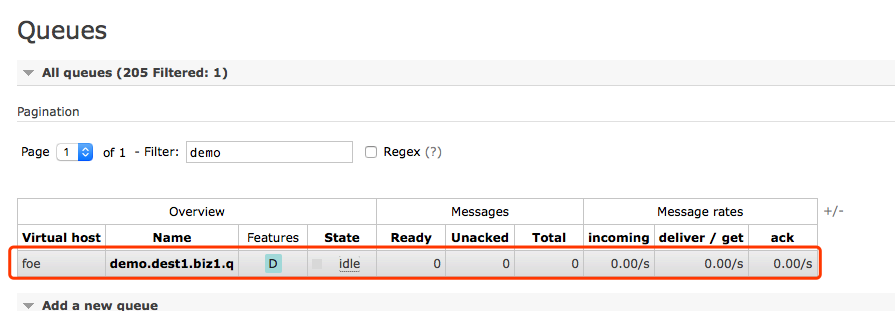 Queues
All queues (205 Filtered: 1)
Pagination
Page 1 of 1 - Filter: demo Regex (?)
Overview Messages Message rates +/-
Virtual host Name Features State Ready Unacked Total incoming deliver / get ack
foe demo.dest1.biz1.q D idle 0 0 0 0.00/s 0.00/s 0.00/s
Add a new queue